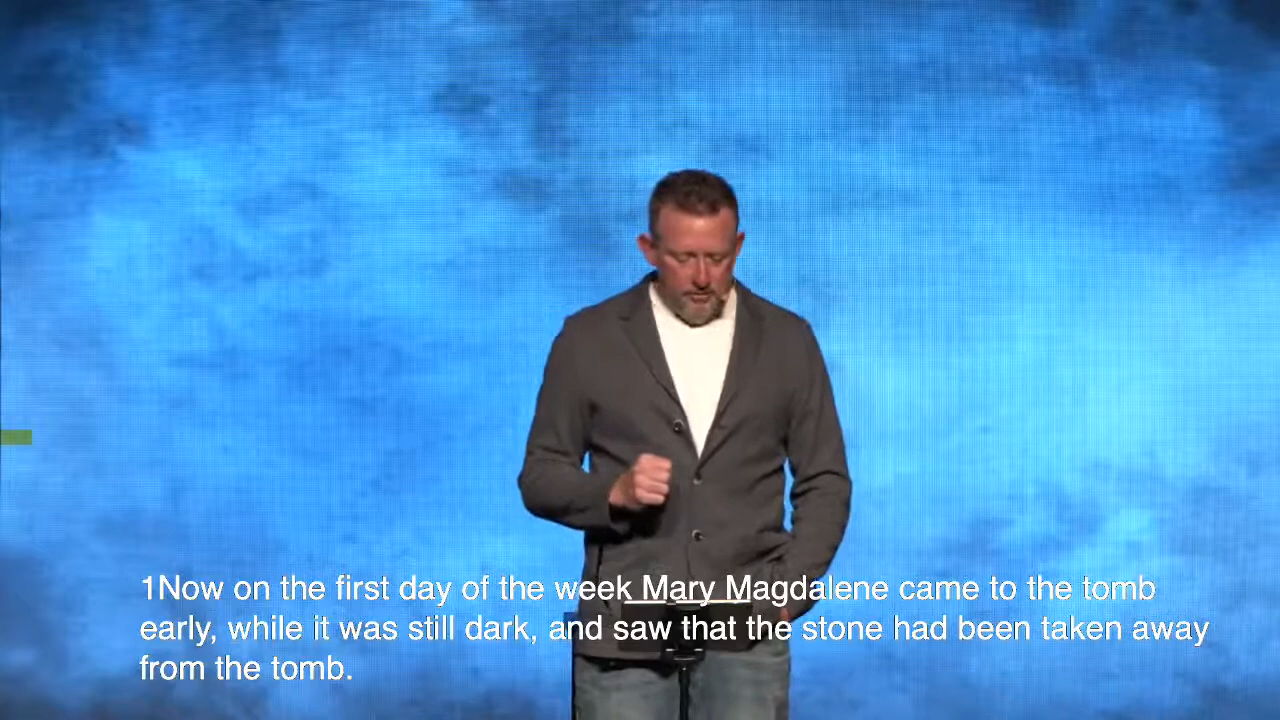 1Now on the first day of the week Mary Magdalene came to the tomb
early, while it was still dark, and saw that the stone had been taken away
from the tomb.